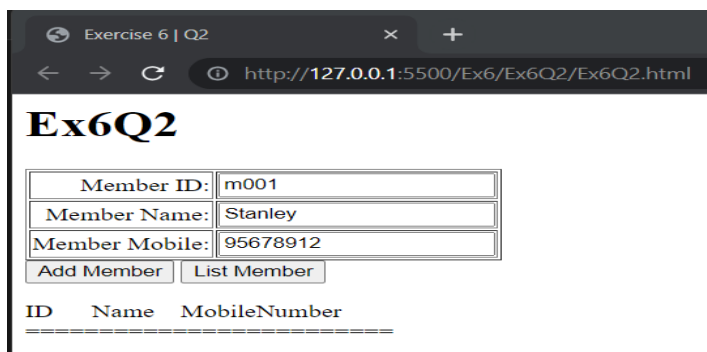 Exercise 6 | Q2
http://127.0.0.1:5500/Ex6/Ex6Q2/Ex6Q2.html
Ex6Q2
Member ID: m001
Member Name: Stanley
Member Mobile: 95678912
Add Member List Member
ID Name MobileNumber
=========================